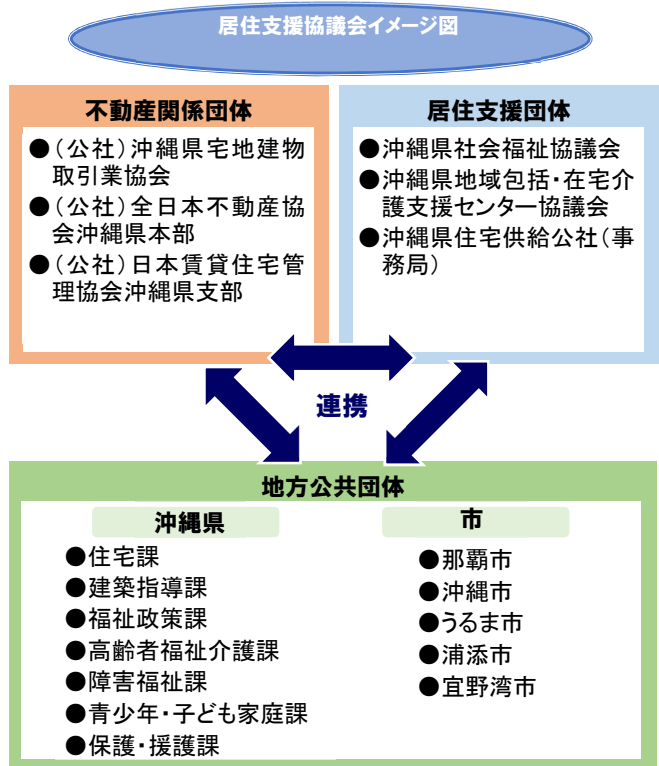 居住支援協議会イメージ図
不動産関係団体
●(公社)沖縄県宅地建物
取引業協会
●(公社)全日本不動産協
会沖縄県本部
●(公社)日本賃貸住宅管
理協会沖縄県支部
居住支援団体
●沖縄県社会福祉協議会
●沖縄県地域包括・在宅介
護支援センター協議会
●沖縄県住宅供給公社(事
務局)
連携
地方公共団体
沖縄県
●住宅課
●建築指導課
●福祉政策課
●高齢者福祉介護課
●障害福祉課
●青少年・子ども家庭課
●保護・援護課
市
●那覇市
●沖縄市
●うるま市
●浦添市
●宜野湾市